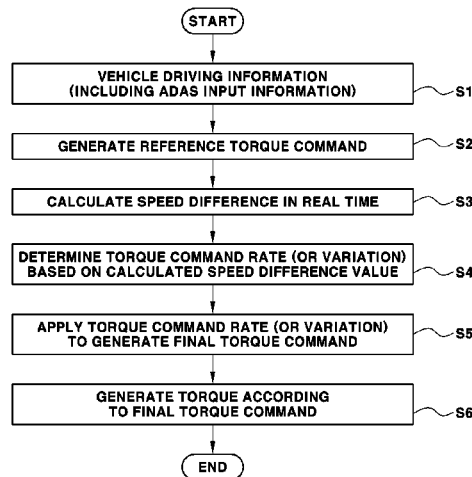 START
VEHICLE DRIVING INFORMATION
(INCLUDING ADAS INPUT INFORMATION)
S1
GENERATE REFERENCE TORQUE COMMAND
S2
CALCULATE SPEED DIFFERENCE IN REAL TIME
S3
DETERMINE TORQUE COMMAND RATE (OR VARIATION)
BASED ON CALCULATED SPEED DIFFERENCE VALUE
S4
APPLY TORQUE COMMAND RATE (OR VARIATION)
TO GENERATE FINAL TORQUE COMMAND
S5
GENERATE TORQUE ACCORDING
TO FINAL TORQUE COMMAND
S6
END